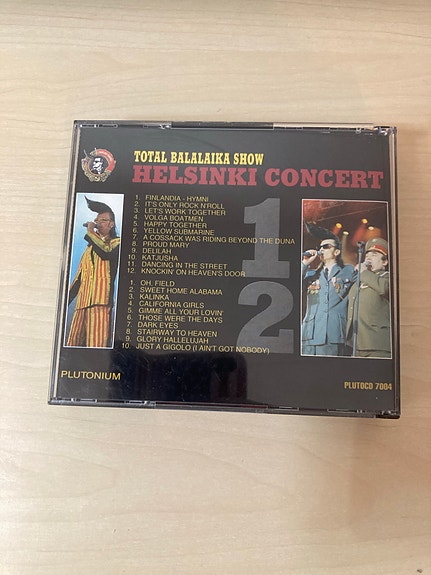 TOTAL BALALAIKA SHOW
HELSINKI CONCERT
1
1. FINLANDIA - HYMNI
2. IT'S ONLY ROCK N'ROLL
3. LET'S WORK TOGETHER
4. VOLGA BOATMEN
5. HAPPY TOGETHER
6. YELLOW SUBMARINE
7. A COSSACK WAS RIDING BEYOND THE DUNA
8. PROUD MARY
9. DELILAH
10. KATJUSHA
11. DANCING IN THE STREET
12. KNOCKIN' ON HEAVEN'S DOOR
2
1. OH, FIELD
2. SWEET HOME ALABAMA
3. KALINKA
4. CALIFORNIA GIRLS
5. GIMME ALL YOUR LOVIN'
6. THOSE WERE THE DAYS
7. DARK EYES
8. STAIRWAY TO HEAVEN
9. GLORY HALLELUJAH
10. JUST A GIGOLO (I AIN'T GOT NOBODY)
PLUTONIUM
PLUTOCD 7004